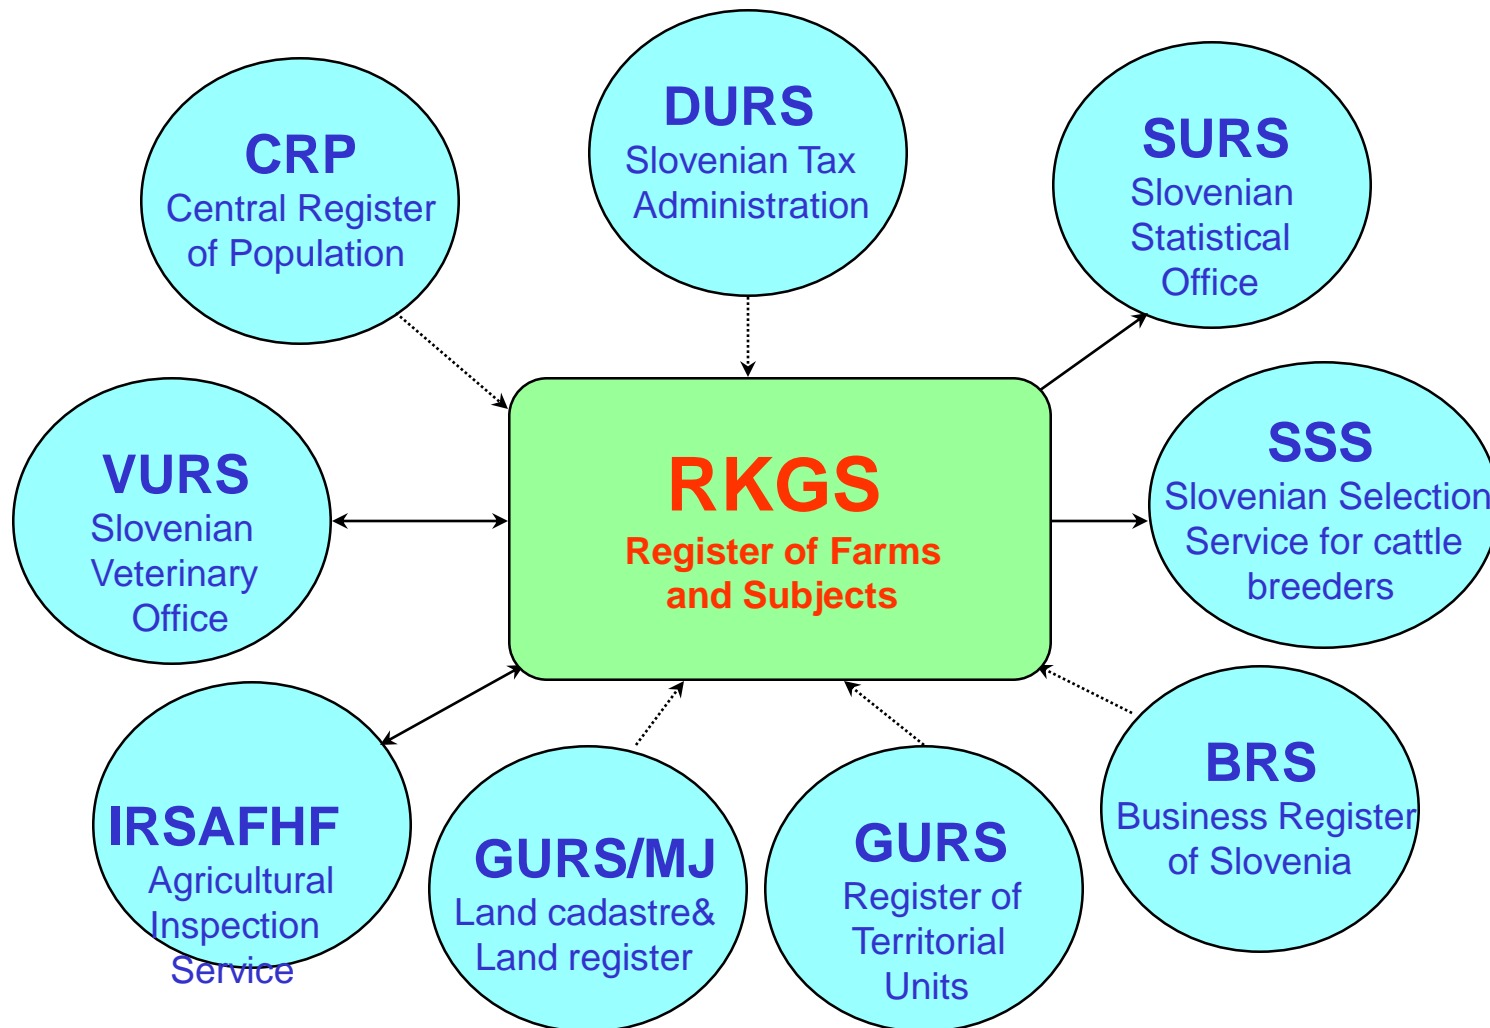 DURS
Slovenian Tax
Administration
CRP
Central Register
of Population
SURS
Slovenian
Statistical
Office
VURS
Slovenian
Veterinary
Office
RKGS
Register of Farms
and Subjects
SSS
Slovenian Selection
Service for cattle
breeders
IRSAFHF
Agricultural
Inspection
Service
GURS/MJ
Land cadastre&
Land register
GURS
Register of
Territorial
Units
BRS
Business Register
of Slovenia